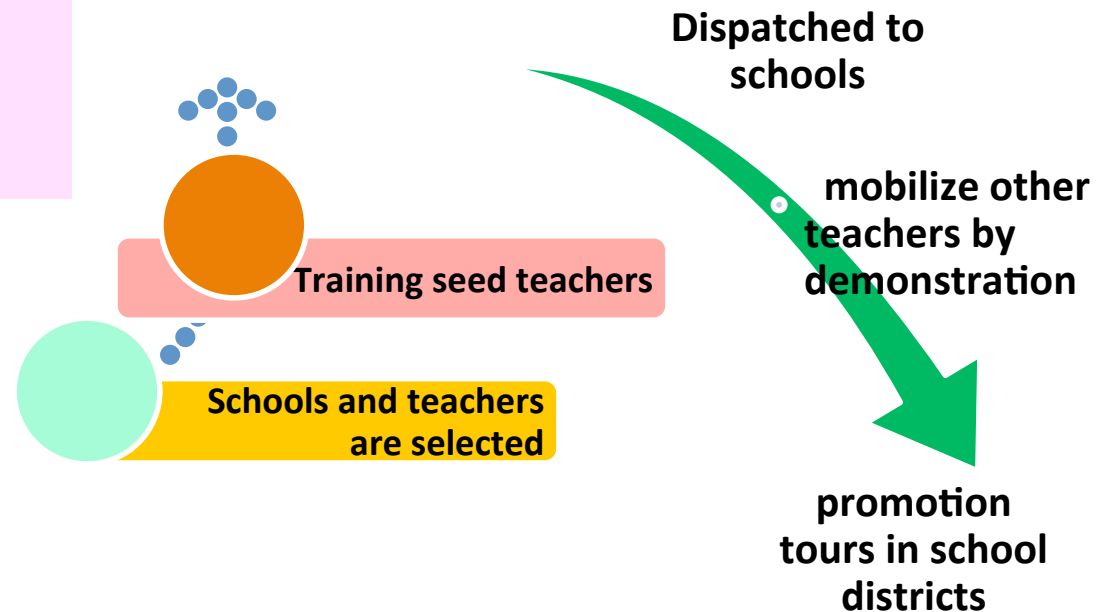 Dispatched to
schools
mobilize other
teachers by
demonstration
Training seed teachers
Schools and teachers
are selected
promotion
tours in school
districts